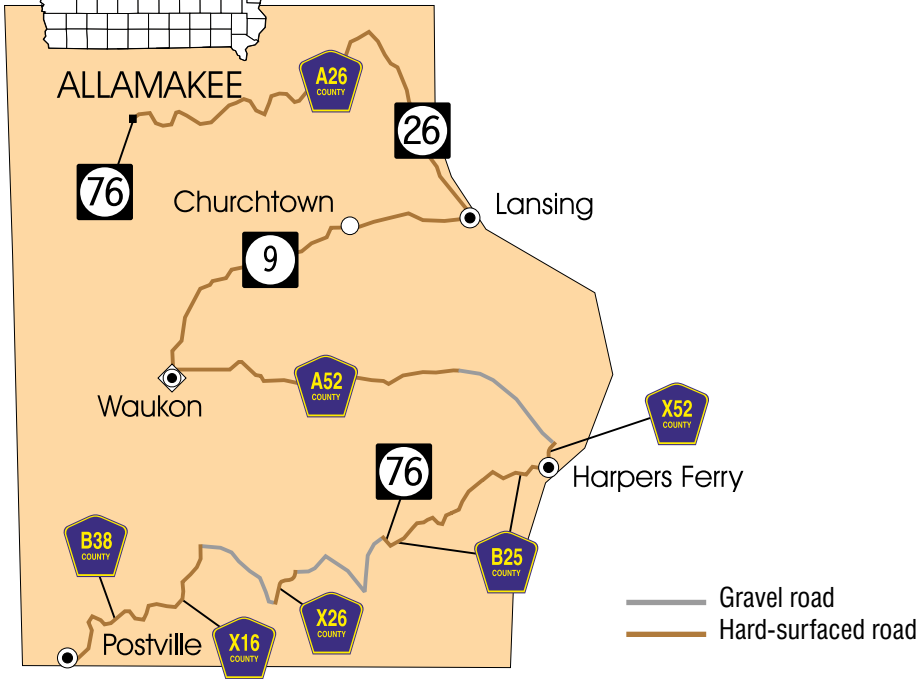 A26
COUNTY
ALLAMAKEE
26
76
Churchtown
Lansing
9
A52
COUNTY
Waukon
X52
COUNTY
76
Harpers Ferry
B38
COUNTY
B25
COUNTY
Gravel road
X26
COUNTY
Hard-surfaced road
Postville
X16
COUNTY